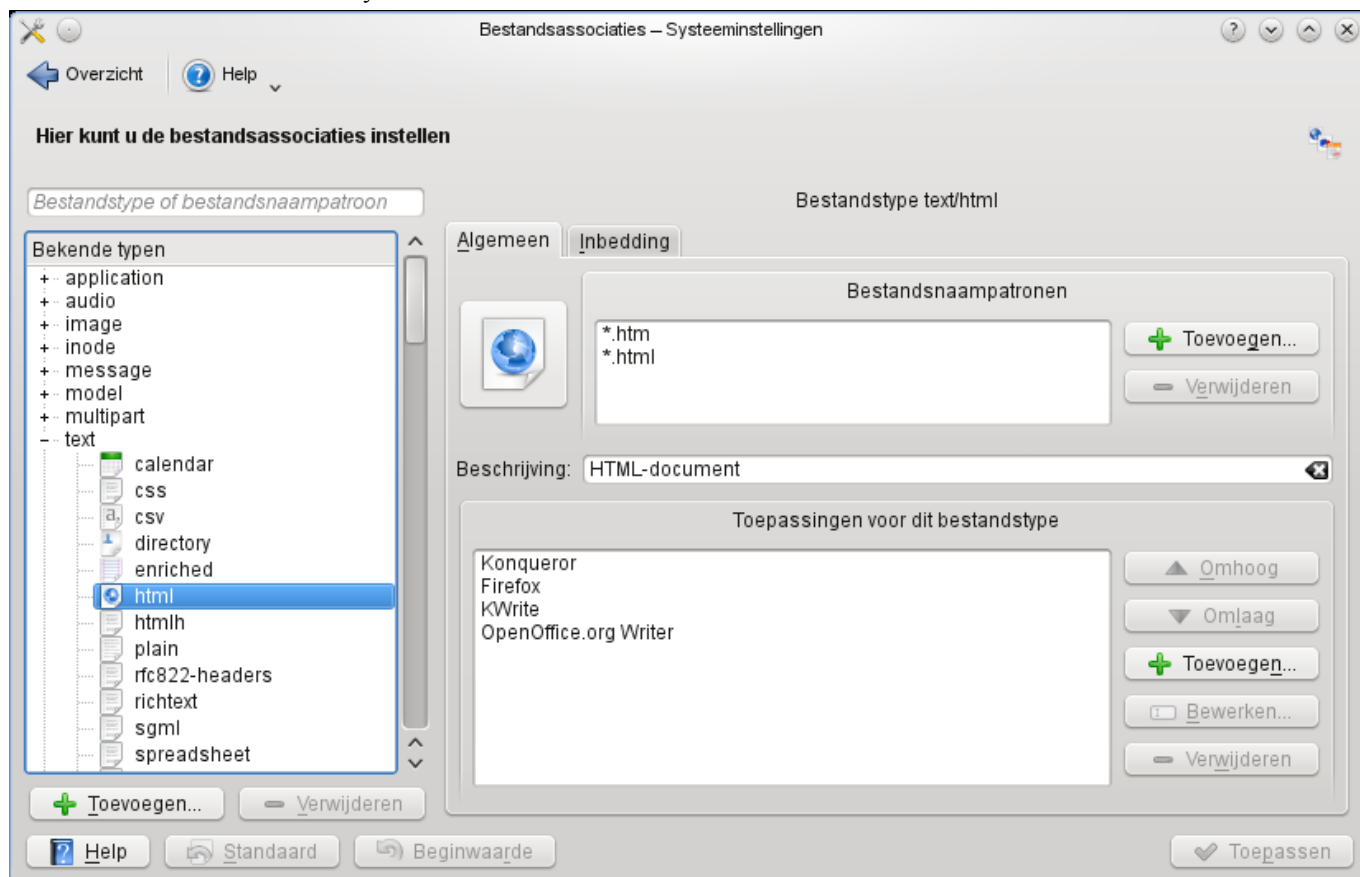 Bestandsassociaties – Systeeminstellingen
Overzicht
Help
Hier kunt u de bestandsassociaties instellen
Bestandstype of bestandsnaampatroon
Bekende typen
application
audio
image
inode
message
model
multipart
text
calendar
css
csv
directory
enriched
html
htmlh
plain
rfc822-headers
richtext
sgml
spreadsheet
Toevoegen...
Verwijderen
Bestandstype text/html
Algemeen
Inbedding
Bestandsnaampatronen
*.htm
*.html
Toevoegen...
Verwijderen
Beschrijving: HTML-document
Toepassingen voor dit bestandstype
Konqueror
Firefox
KWrite
OpenOffice.org Writer
Omhoog
Omlaag
Toevoegen...
Bewerken...
Verwijderen
Help
Standaard
Beginwaarde
Toepassen